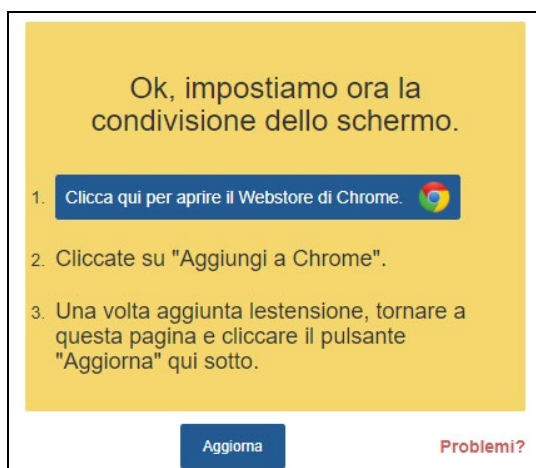 Ok, impostiamo ora la
condivisione dello schermo.
1. Clicca qui per aprire il Webstore di Chrome.
2. Cliccate su "Aggiungi a Chrome".
3. Una volta aggiunta lestensione, tornare a
questa pagina e cliccare il pulsante
"Aggiorna" qui sotto.
Aggiorna
Problemi?